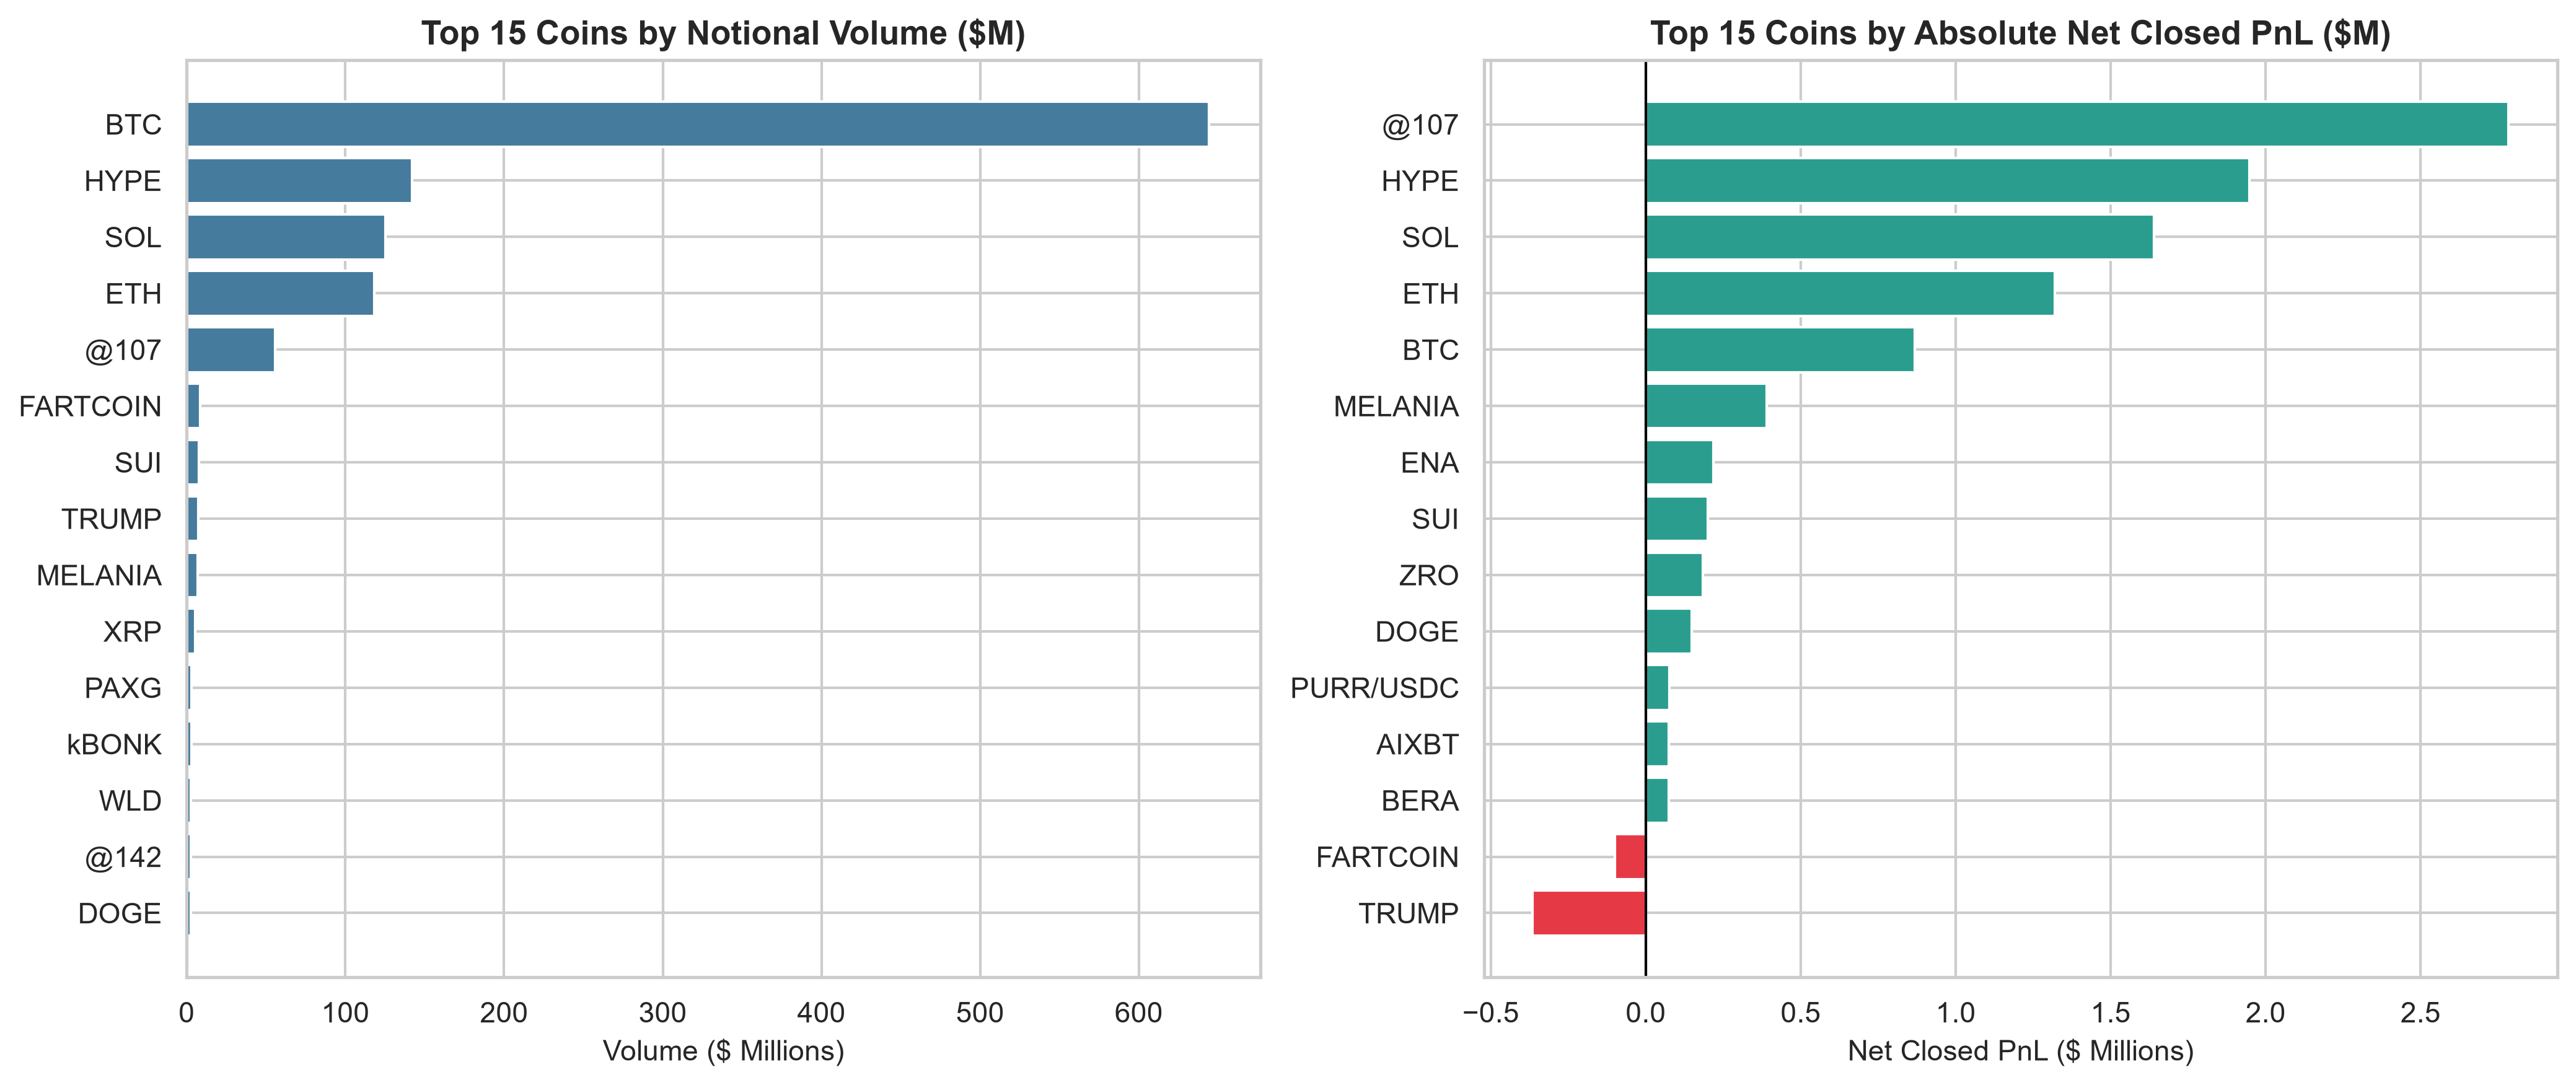 Top 15 Coins by Notional Volume ($M)
BTC
HYPE
SOL
ETH
@107
FARTCOIN
SUI
TRUMP
MELANIA
XRP
PAXG
kBONK
WLD
@142
DOGE
0 100 200 300 400 500 600
Volume ($ Millions)
Top 15 Coins by Absolute Net Closed PnL ($M)
@107
HYPE
SOL
ETH
BTC
MELANIA
ENA
SUI
ZRO
DOGE
PURR/USDC
AIXBT
BERA
FARTCOIN
TRUMP
−0.5 0.0 0.5 1.0 1.5 2.0 2.5
Net Closed PnL ($ Millions)